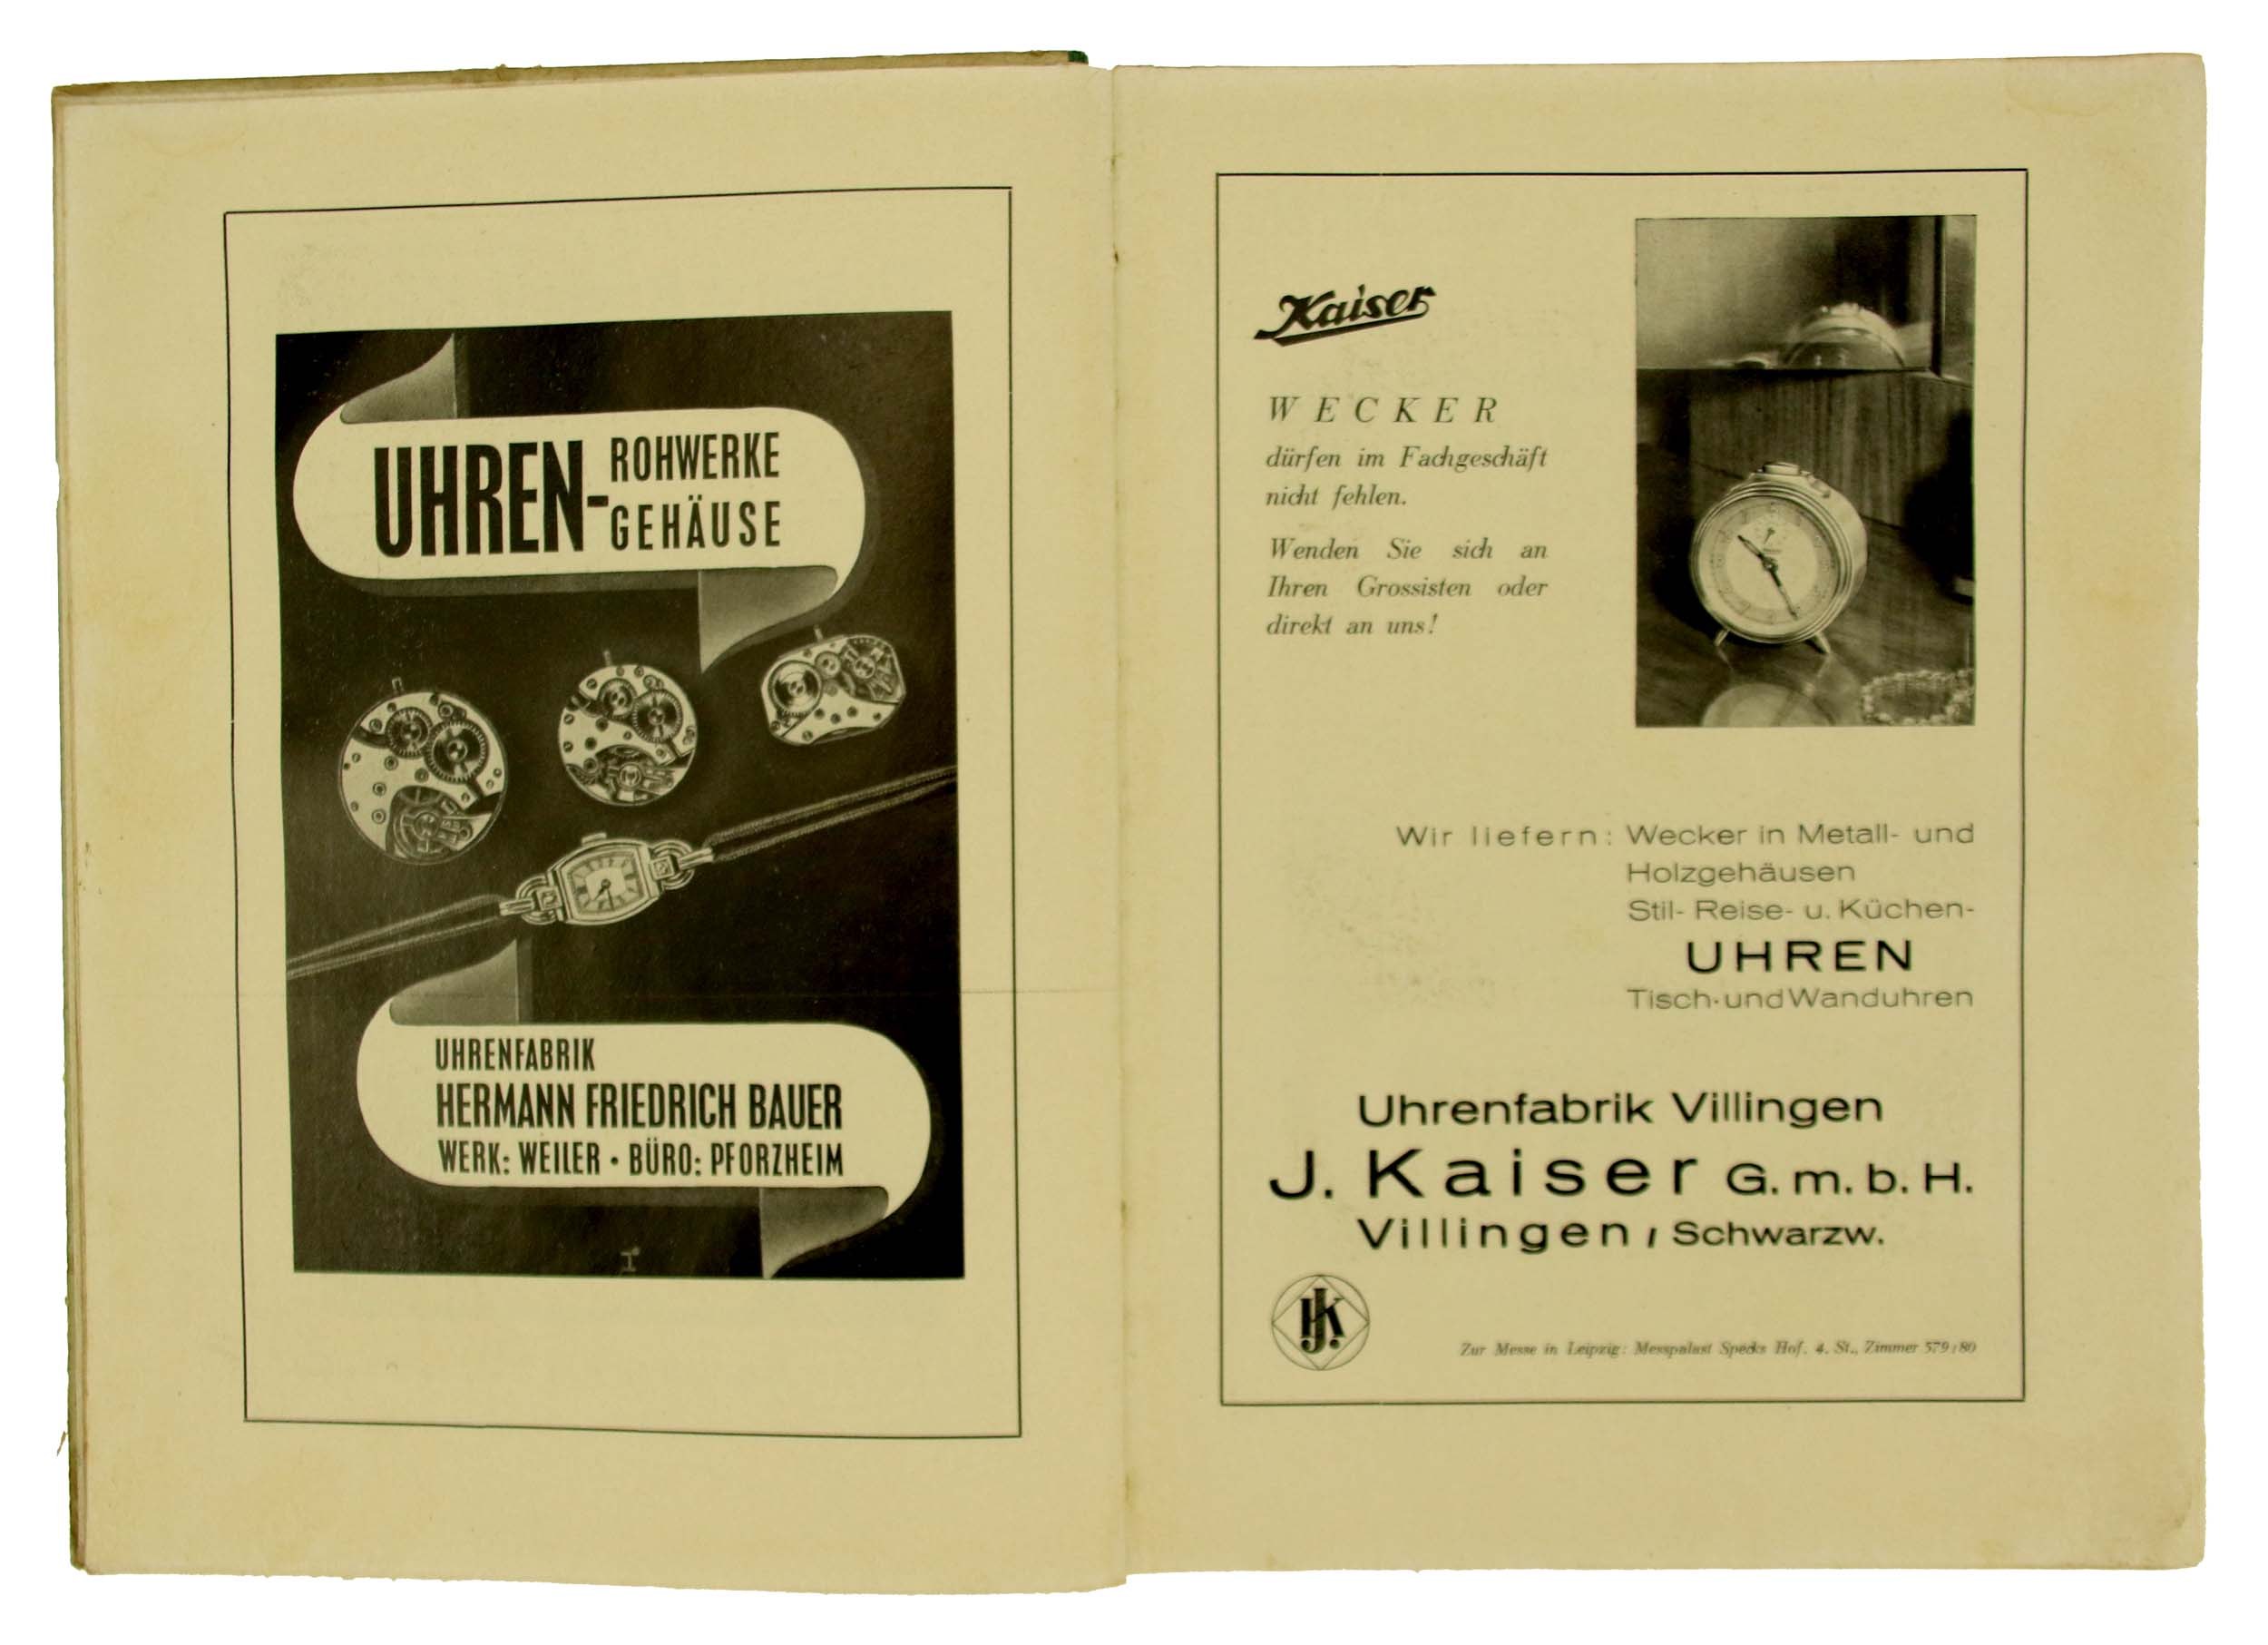 UHREN-
ROHWERKE
GEHÄUSE
UHRENFABRIK
HERMANN FRIEDRICH BAUER
WERK: WEILER • BÜRO: PFORZHEIM
Kaiser
WECKER
dürfen im Fachgeschäft
nicht fehlen.
Wenden Sie sich an
Ihren Grossisten oder
direkt an uns!
Wir liefern: Wecker in Metall- und
Holzgehäusen
Stil- Reise- u. Küchen-
UHREN
Tisch- und Wanduhren
Uhrenfabrik Villingen
J. Kaiser G. m. b. H.
Villingen / Schwarzw.
JK
Zur Messe in Leipzig: Messpalast Specks Hof, 4. St., Zimmer 579/80